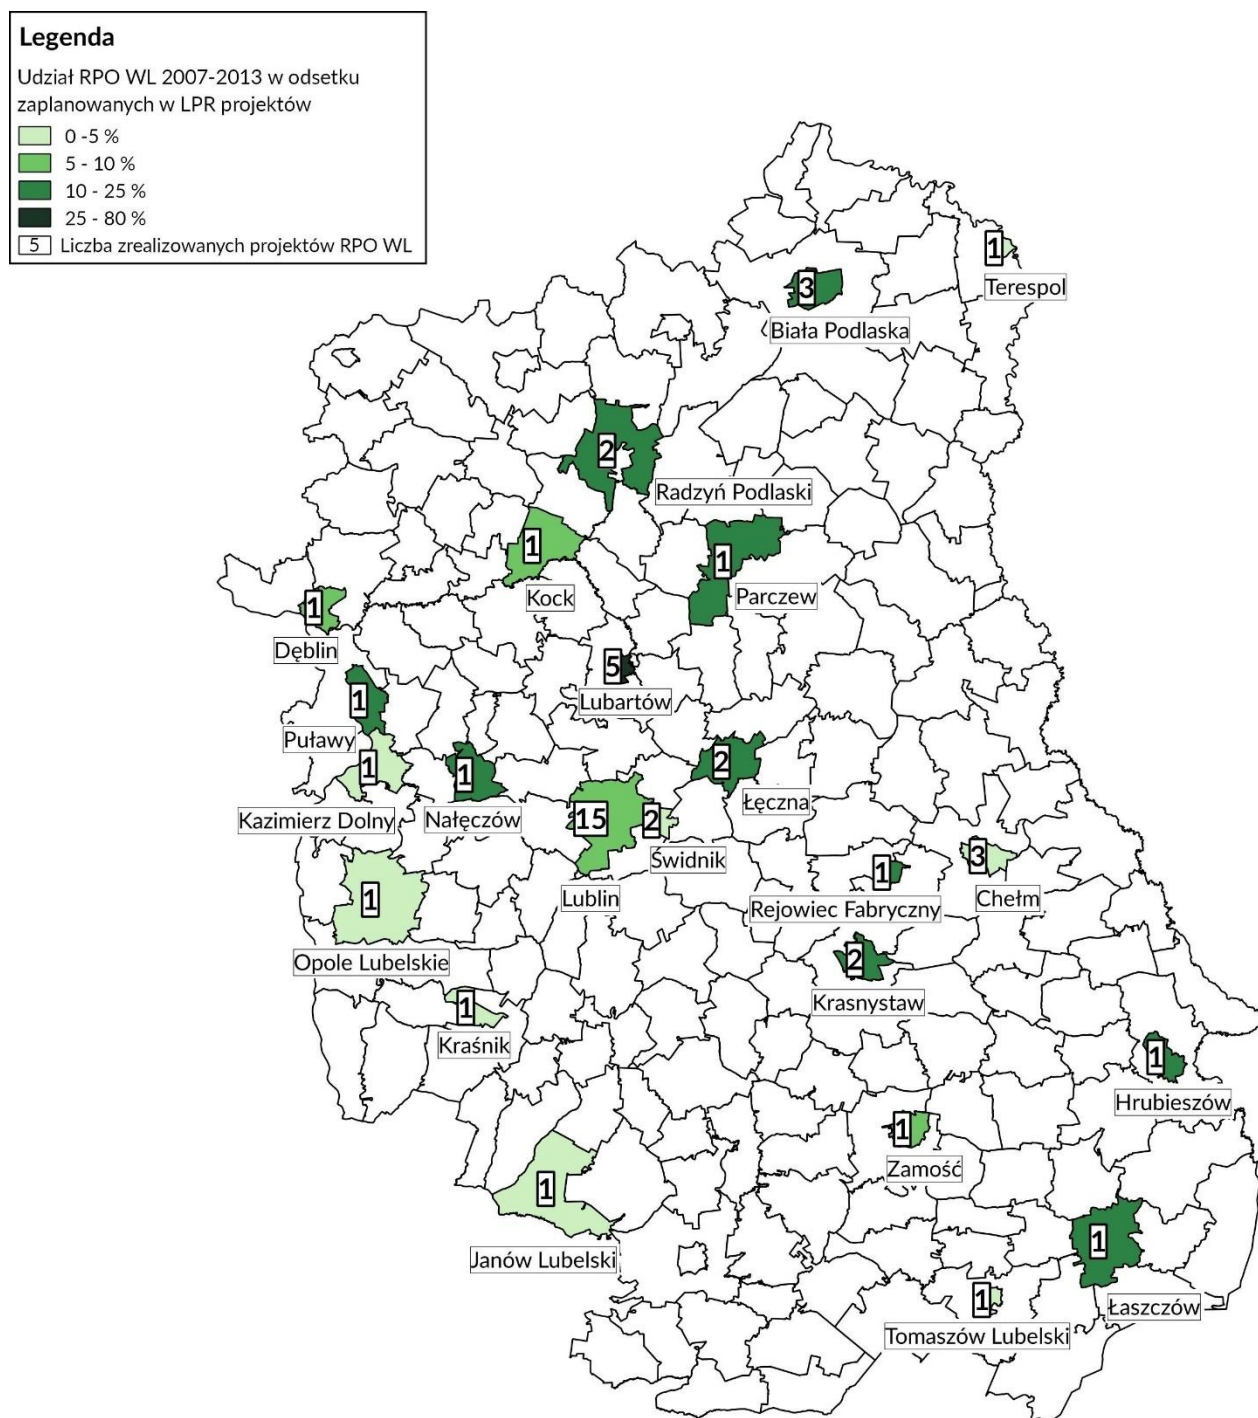 Legenda
Udział RPO WL 2007-2013 w odsetku
zaplanowanych w LPR projektów
0 -5 %
5 - 10 %
10 - 25 %
25 - 80 %
5 Liczba zrealizowanych projektów RPO WL
1
Terespol
3
Biała Podlaska
2
Radzyń Podlaski
1
Kock
1
Parczew
1
Dęblin
5
Lubartów
1
Puławy
1
Kazimierz Dolny
1
Nałęczów
2
Łęczna
15
Lublin
2
Świdnik
1
Rejowiec Fabryczny
3
Chełm
1
Opole Lubelskie
2
Krasnystaw
1
Kraśnik
1
Hrubieszów
1
Zamość
1
Janów Lubelski
1
Łaszczów
1
Tomaszów Lubelski